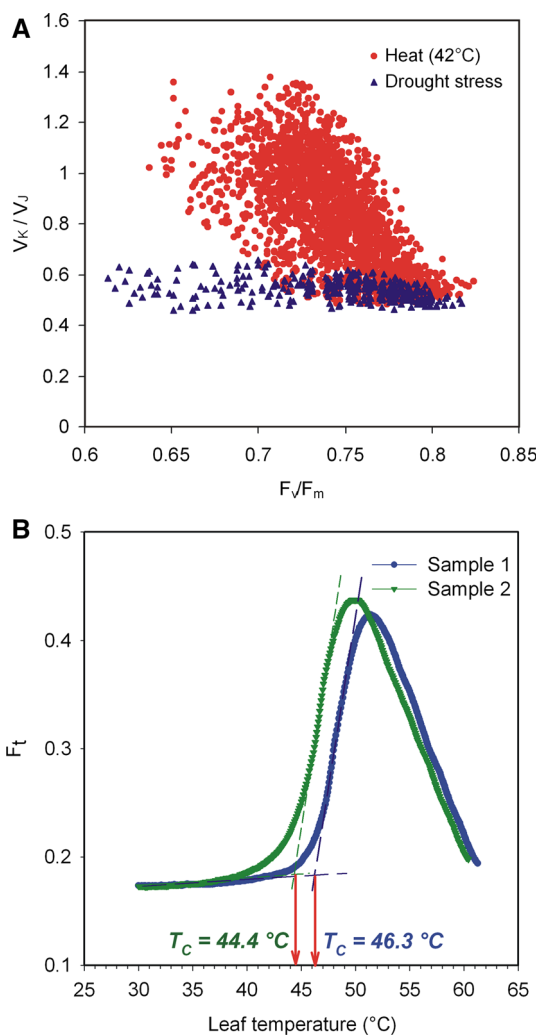 A
1.6
1.4
1.2
1
0.8
0.6
0.4
0.2
0
VK / VJ
Heat (42°C)
Drought stress
0.6 0.65 0.7 0.75 0.8 0.85
Fv/Fm
B
0.5
0.4
0.3
0.2
0.1
Ft
Sample 1
Sample 2
TC = 44.4 °C TC = 46.3 °C
25 30 35 40 45 50 55 60 65
Leaf temperature (°C)